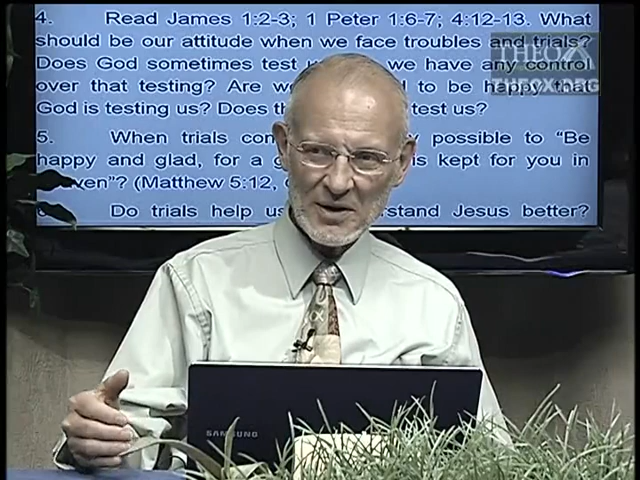 4. Read James 1:2-3; 1 Peter 1:6-7; 4:12-13. What
should be our attitude when we face troubles and trials?
Does God sometimes test we have any control
over that testing? Are we to be happy that
God is testing us? Does test us?
5. When trials possible to "Be
happy and glad, for a is kept for you in
(Matthew 5:12,
Do trials help us Jesus better?
THEOX
THEOX.ORG
SAMSUNG